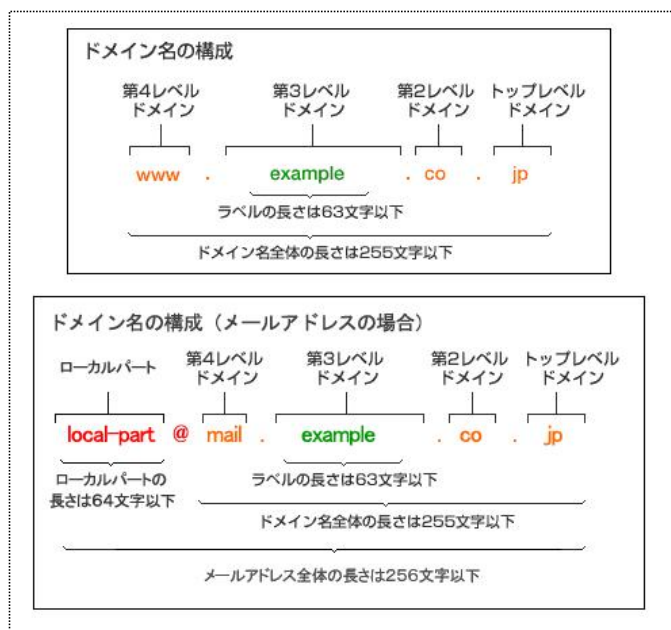 ドメイン名の構成
第4レベル 第3レベル 第2レベル トップレベル
ドメイン ドメイン ドメイン ドメイン
www . example . co . jp
ラベルの長さは63文字以下
ドメイン名全体の長さは255文字以下
ドメイン名の構成（メールアドレスの場合）
ローカルパート 第4レベル 第3レベル 第2レベル トップレベル
ドメイン ドメイン ドメイン ドメイン
local-part @ mail . example . co . jp
ローカルパートの ラベルの長さは63文字以下
長さは64文字以下
ドメイン名全体の長さは255文字以下
メールアドレス全体の長さは256文字以下